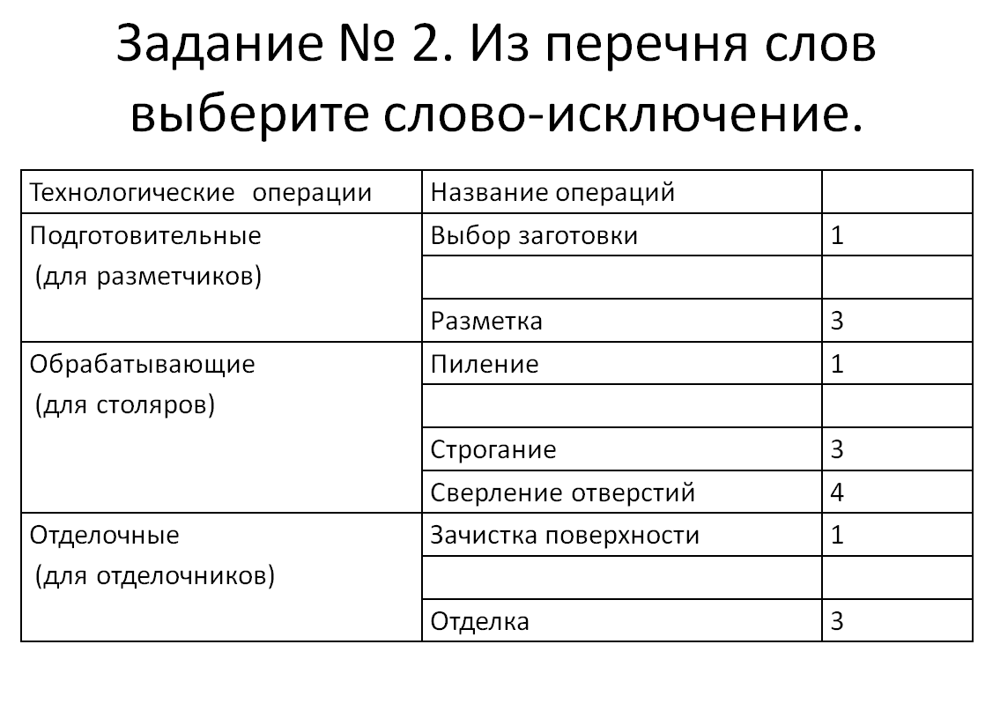 Задание № 2. Из перечня слов
выберите слово-исключение.
Технологические операции Название операций
Подготовительные Выбор заготовки 1
(для разметчиков)
Разметка 3
Обрабатывающие Пиление 1
(для столяров)
Строгание 3
Сверление отверстий 4
Отделочные Зачистка поверхности 1
(для отделочников)
Отделка 3